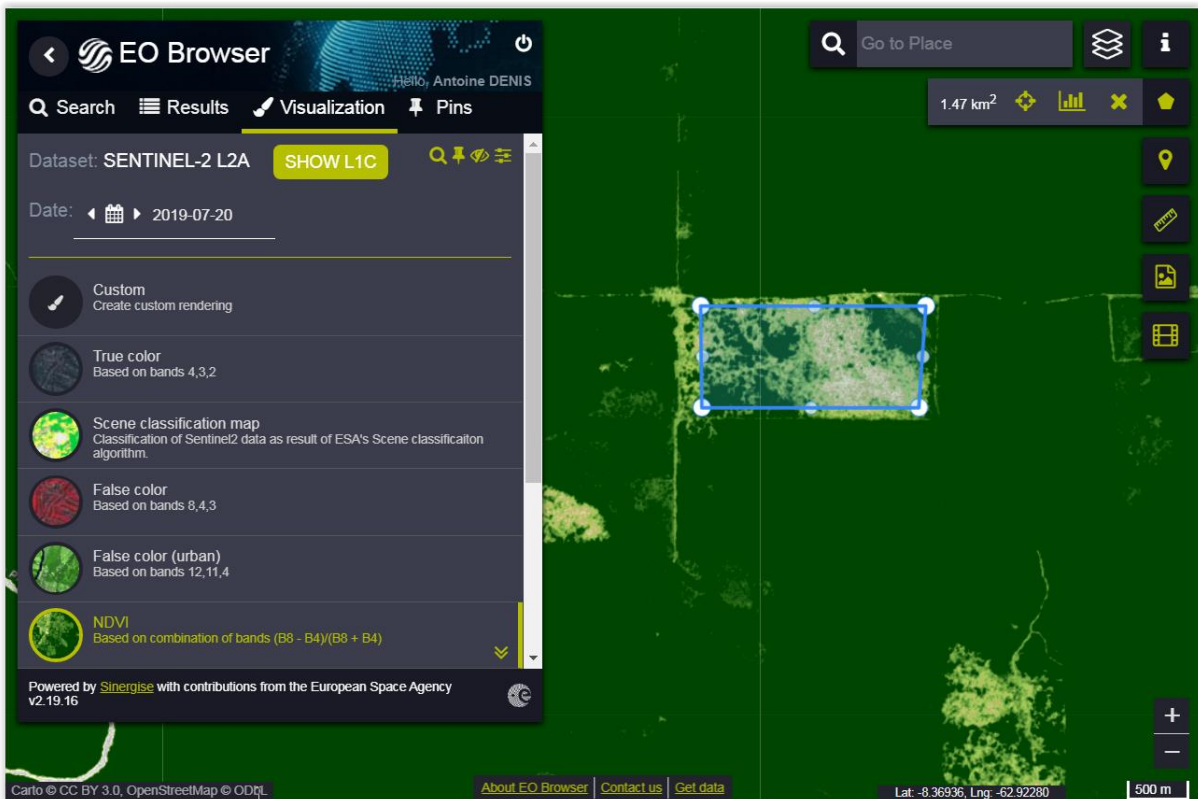 EO Browser
Hello, Antoine DENIS
Search Results Visualization Pins
Dataset: SENTINEL-2 L2A SHOW L1C
Date: 2019-07-20
Custom
Create custom rendering
True color
Based on bands 4,3,2
Scene classification map
Classification of Sentinel2 data as result of ESA's Scene classificaiton
algorithm.
False color
Based on bands 8,4,3
False color (urban)
Based on bands 12,11,4
NDVI
Based on combination of bands (B8 - B4)/(B8 + B4)
Powered by Sinergise with contributions from the European Space Agency
v2.19.16
Go to Place
1.47 km²
Carto © CC BY 3.0, OpenStreetMap © ODbL
About EO Browser Contact us Get data
Lat: -8.36936, Lng: -62.92280
500 m